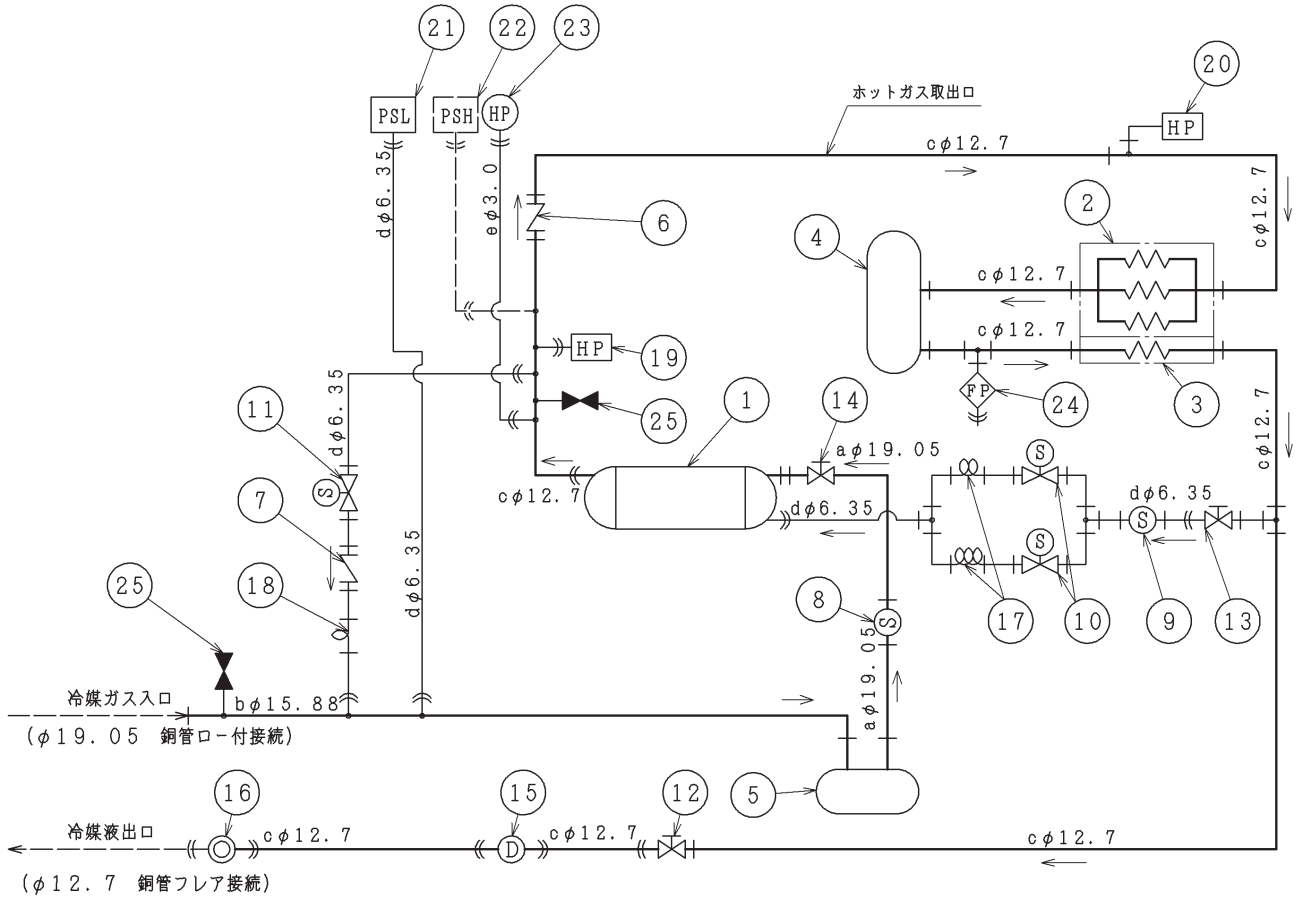 21
22
23
20
PSL
PSH
HP
ホットガス取出口
HP
cφ12.7
dφ6.35
eφ3.0
cφ12.7
6
4
2
cφ12.7
cφ12.7
HP
19
FP
24
3
11
dφ6.35
25
1
14
cφ12.7
aφ19.05
S
7
cφ12.7
dφ6.35
S
dφ6.35
S
S
dφ6.35
25
18
8
S
17
10
9
13
aφ19.05
冷媒ガス入口
bφ15.88
(φ19.05 銅管ロー付接続)
5
16
15
12
冷媒液出口
cφ12.7
D
cφ12.7
cφ12.7
(φ12.7 銅管フレア接続)